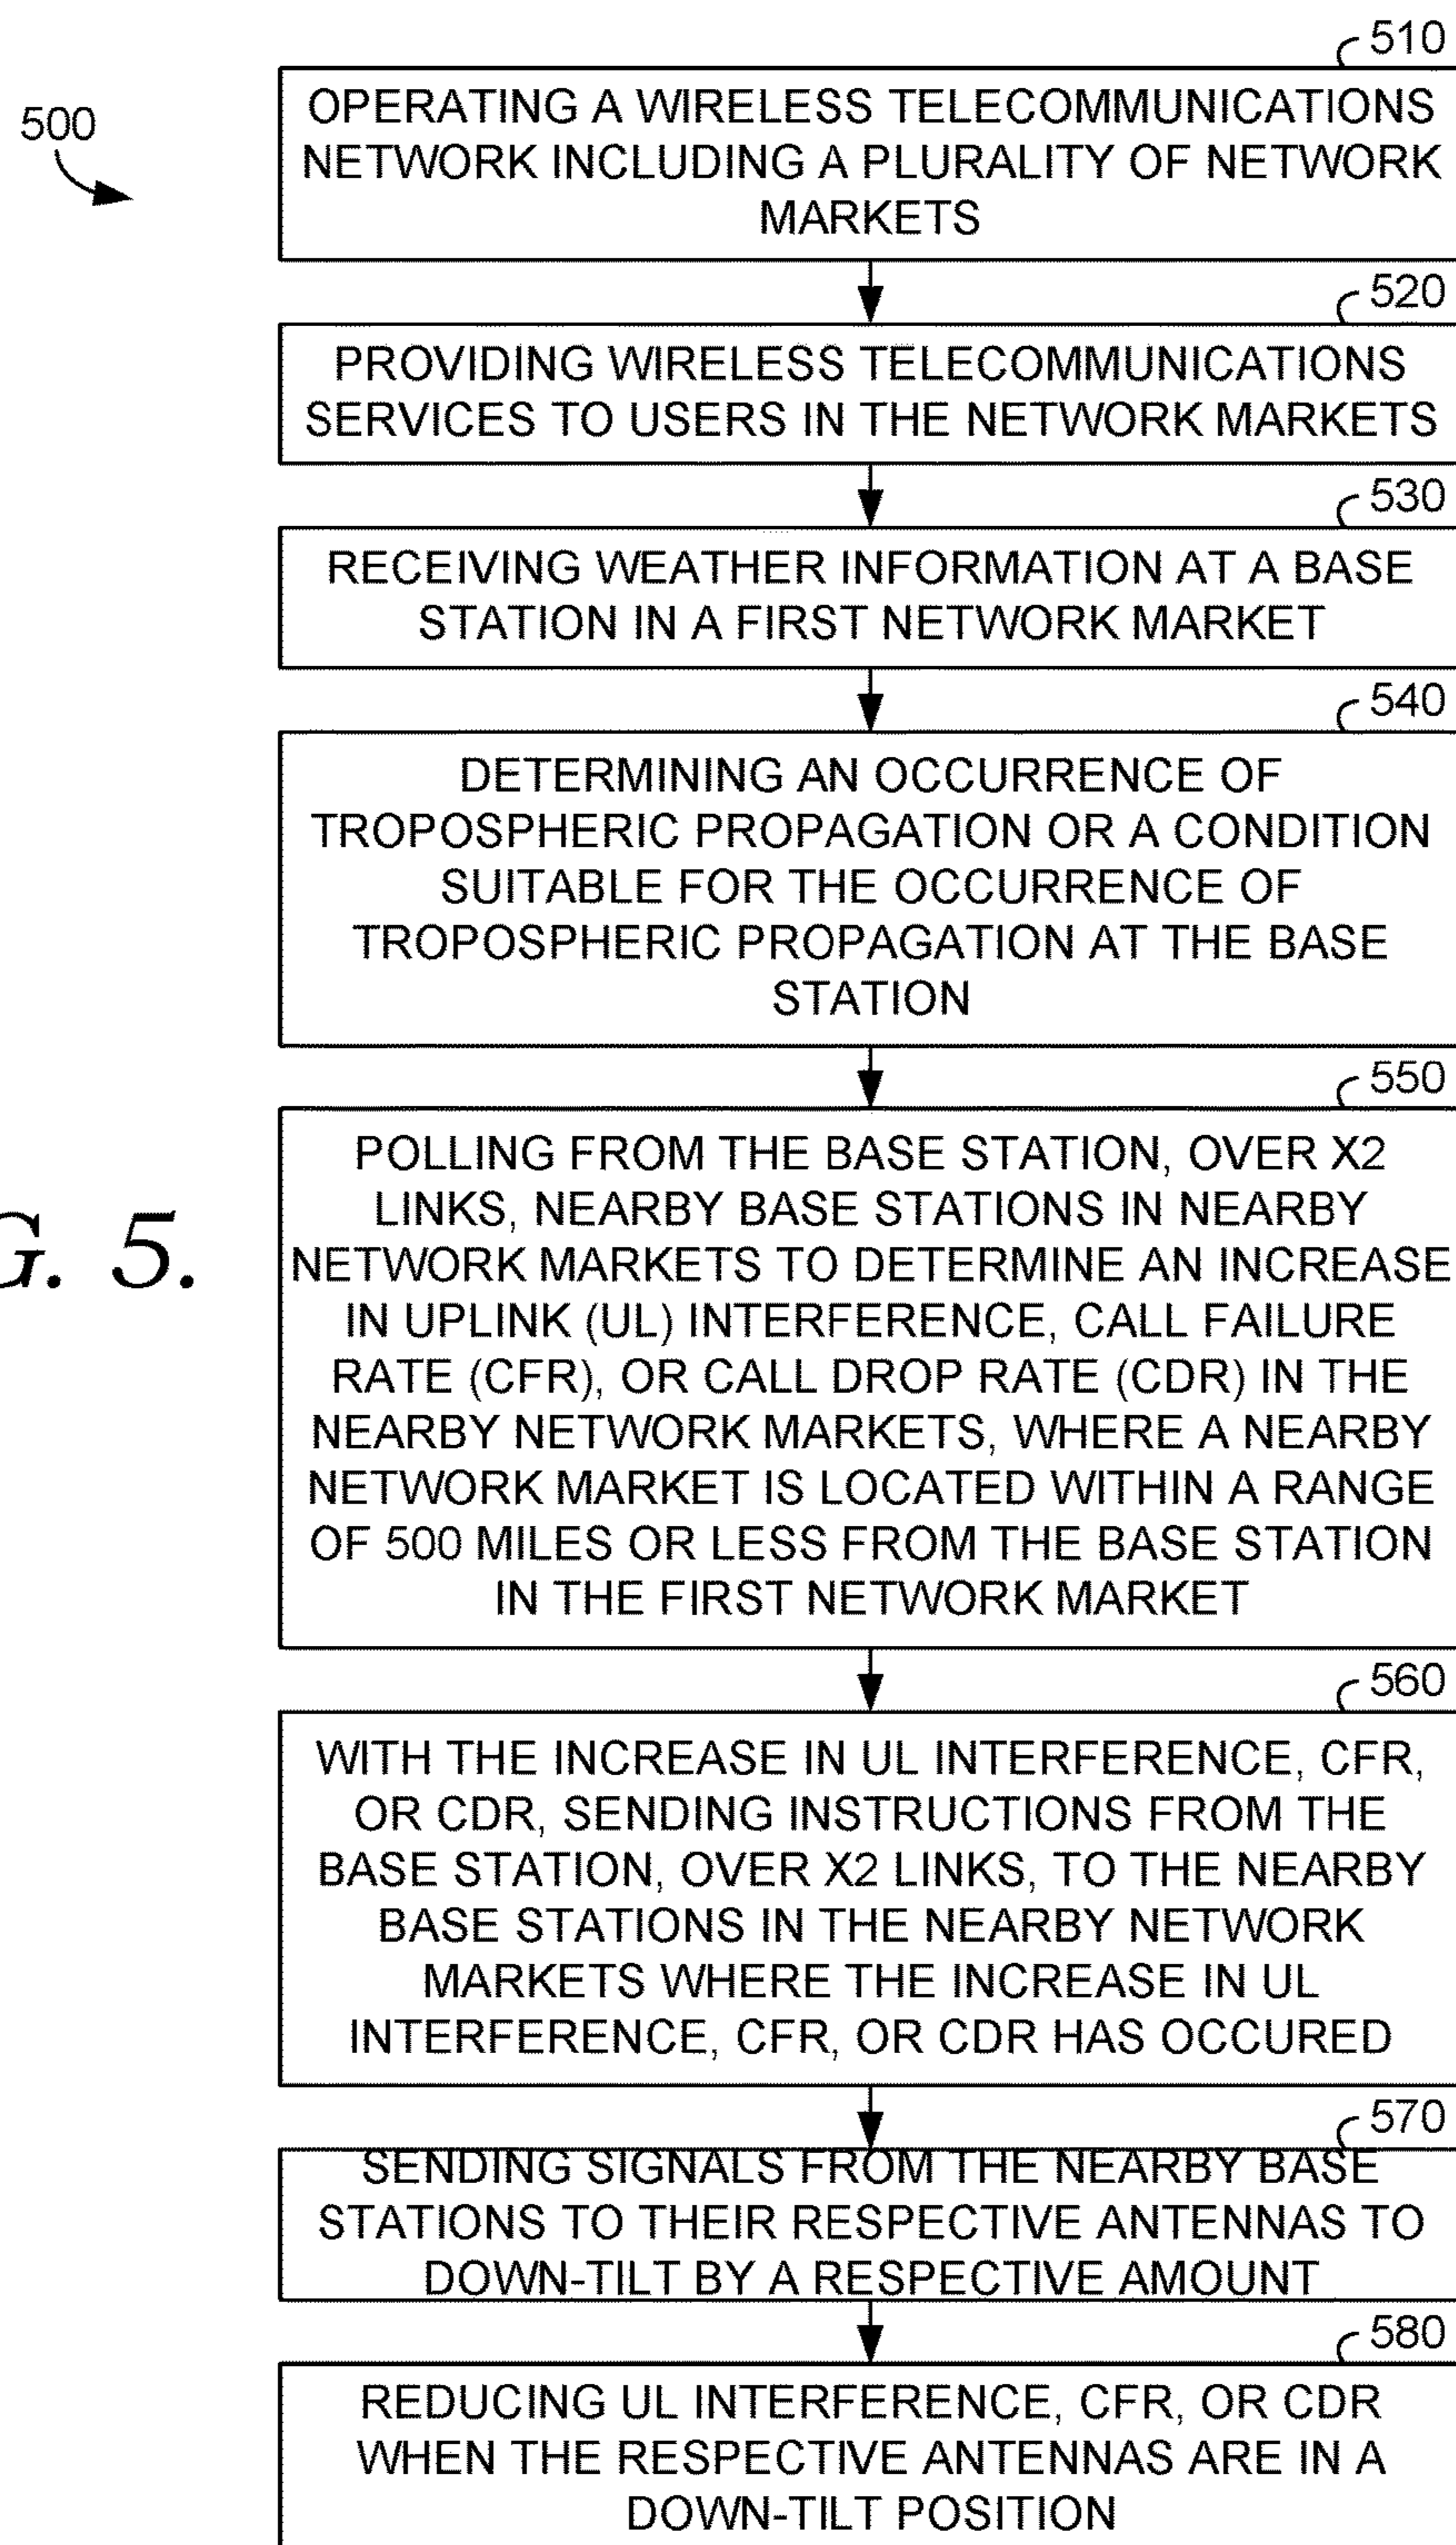 500
510
OPERATING A WIRELESS TELECOMMUNICATIONS
NETWORK INCLUDING A PLURALITY OF NETWORK
MARKETS
520
PROVIDING WIRELESS TELECOMMUNICATIONS
SERVICES TO USERS IN THE NETWORK MARKETS
530
RECEIVING WEATHER INFORMATION AT A BASE
STATION IN A FIRST NETWORK MARKET
540
DETERMINING AN OCCURRENCE OF
TROPOSPHERIC PROPAGATION OR A CONDITION
SUITABLE FOR THE OCCURRENCE OF
TROPOSPHERIC PROPAGATION AT THE BASE
STATION
550
POLLING FROM THE BASE STATION, OVER X2
LINKS, NEARBY BASE STATIONS IN NEARBY
NETWORK MARKETS TO DETERMINE AN INCREASE
IN UPLINK (UL) INTERFERENCE, CALL FAILURE
RATE (CFR), OR CALL DROP RATE (CDR) IN THE
NEARBY NETWORK MARKETS, WHERE A NEARBY
NETWORK MARKET IS LOCATED WITHIN A RANGE
OF 500 MILES OR LESS FROM THE BASE STATION
IN THE FIRST NETWORK MARKET
G. 5.
560
WITH THE INCREASE IN UL INTERFERENCE, CFR,
OR CDR, SENDING INSTRUCTIONS FROM THE
BASE STATION, OVER X2 LINKS, TO THE NEARBY
BASE STATIONS IN THE NEARBY NETWORK
MARKETS WHERE THE INCREASE IN UL
INTERFERENCE, CFR, OR CDR HAS OCCURED
570
SENDING SIGNALS FROM THE NEARBY BASE
STATIONS TO THEIR RESPECTIVE ANTENNAS TO
DOWN-TILT BY A RESPECTIVE AMOUNT
580
REDUCING UL INTERFERENCE, CFR, OR CDR
WHEN THE RESPECTIVE ANTENNAS ARE IN A
DOWN-TILT POSITION